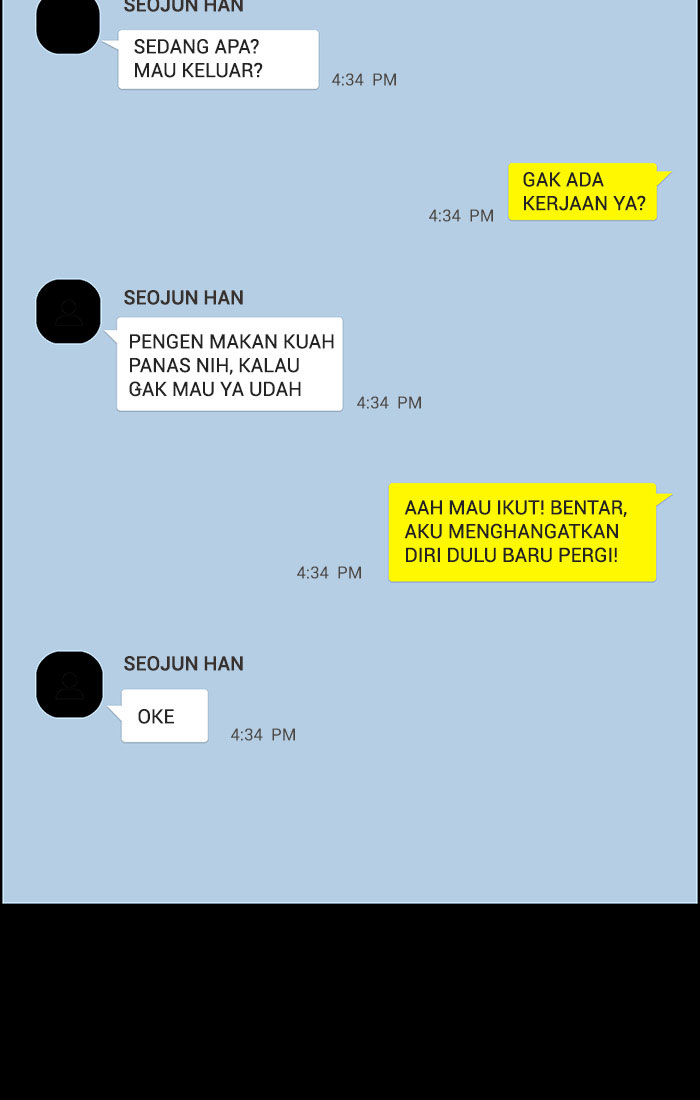 SEOJUN HAN
SEDANG APA?
MAU KELUAR?
4:34 PM
GAK ADA
KERJAAN YA?
4:34 PM
SEOJUN HAN
PENGEN MAKAN KUAH
PANAS NIH, KALAU
GAK MAU YA UDAH
4:34 PM
AAH MAU IKUT! BENTAR,
AKU MENGHANGATKAN
DIRI DULU BARU PERGI!
4:34 PM
SEOJUN HAN
OKE
4:34 PM